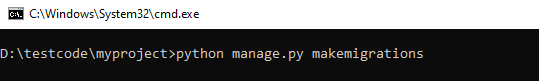 C:\Windows\System32\cmd.exe
D:\testcode\myproject>python manage.py makemigrations